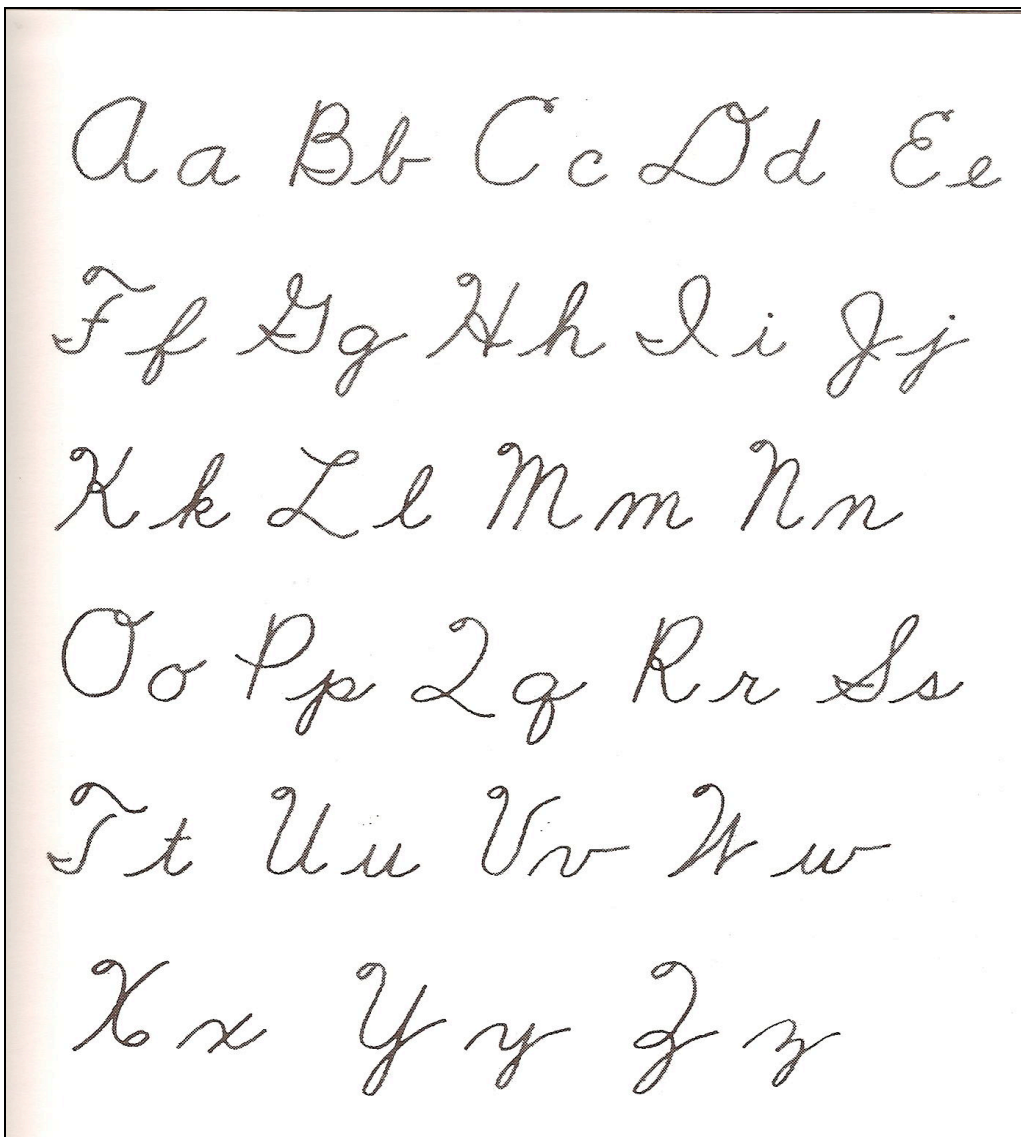 Aa Bb Cc Dd Ee
Ff Gg Hh Ii Jj
Kk Ll Mm Nn
Oo Pp Qq Rr Ss
Tt Uu Vv Ww
Xx Yy Zz